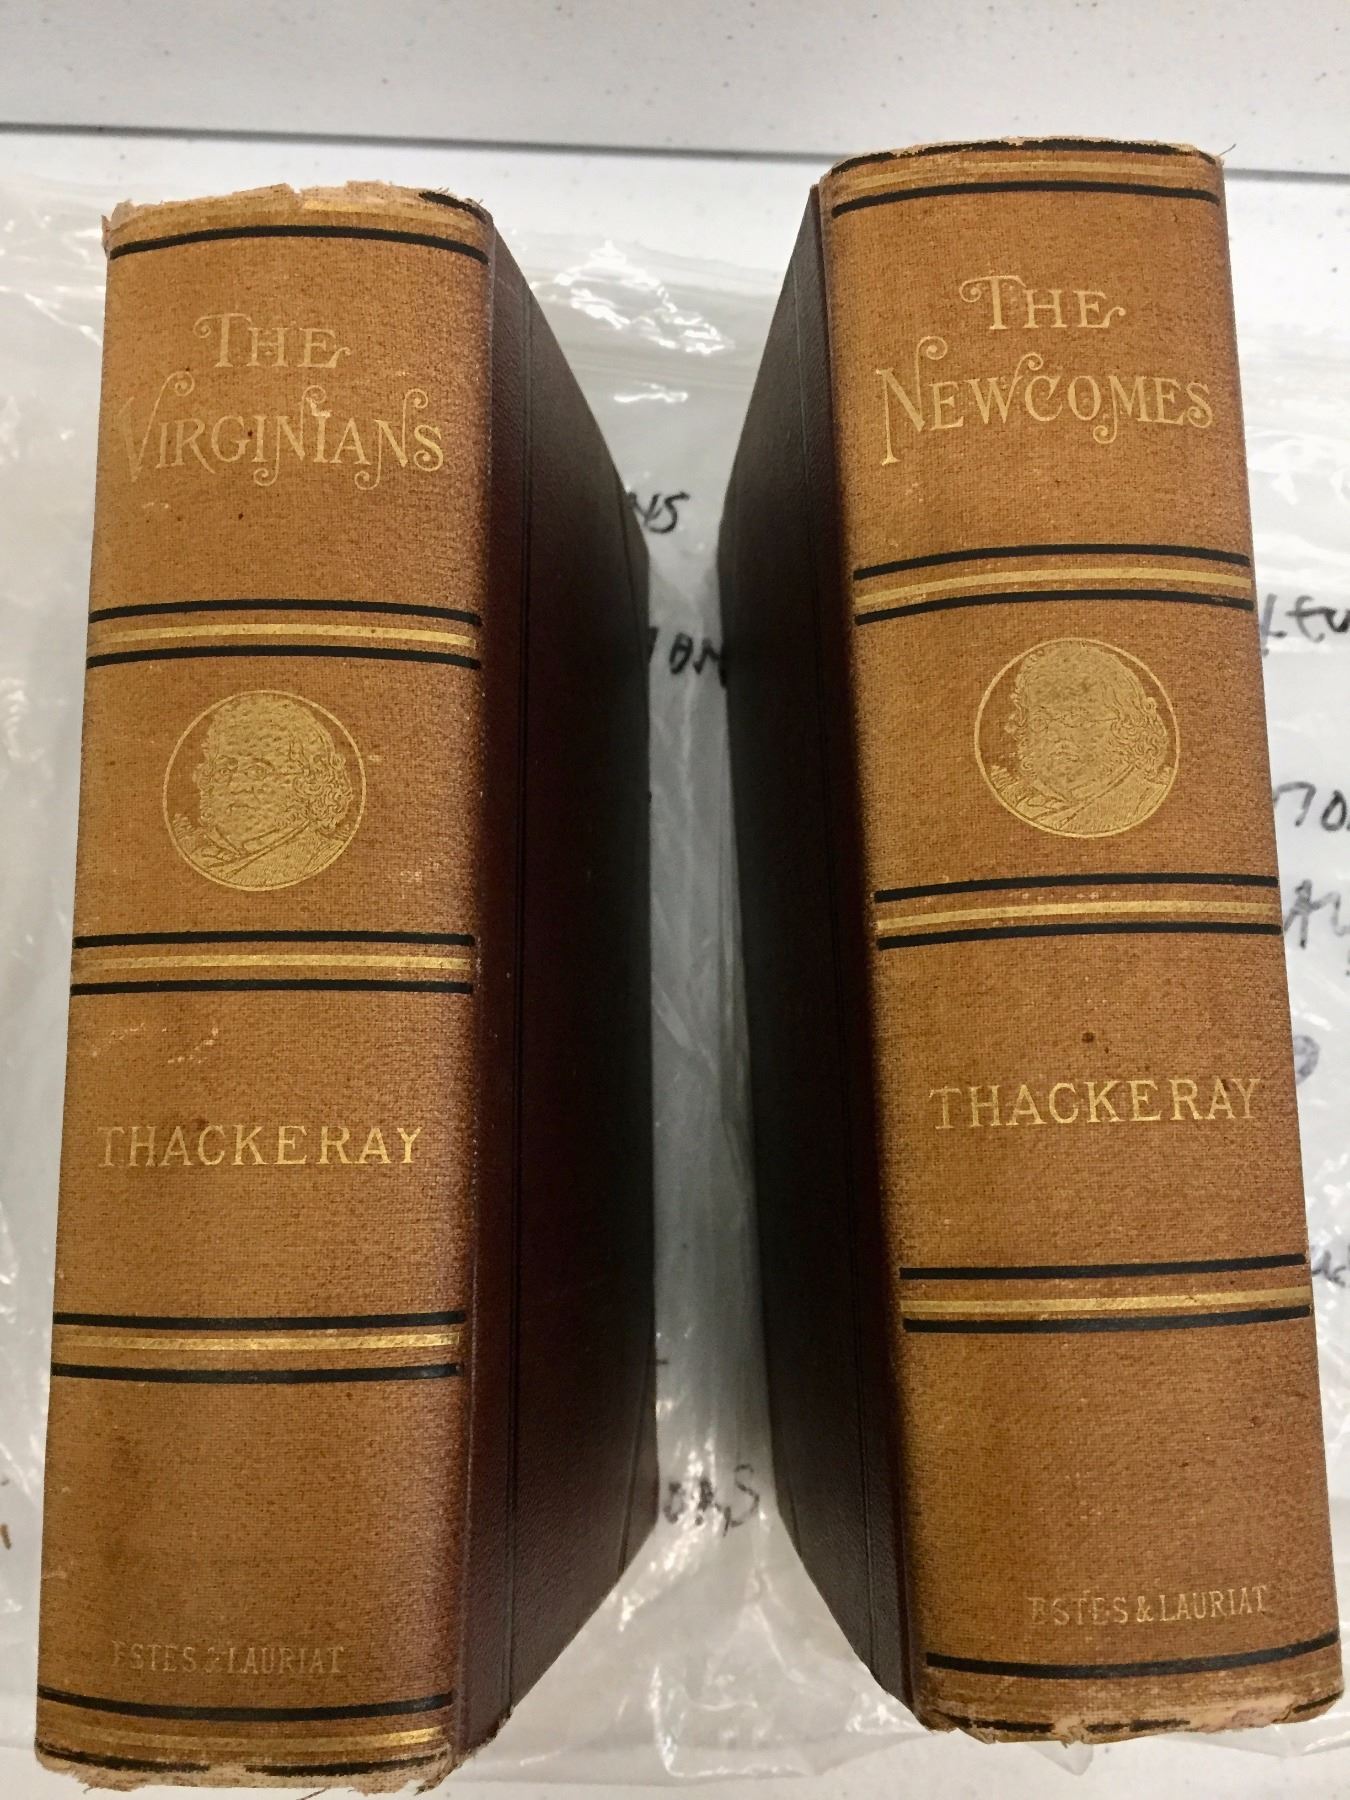 THE
VIRGINIANS
THACKERAY
ESTES & LAURIAT
THE
NEWCOMES
THACKERAY
ESTES & LAURIAT